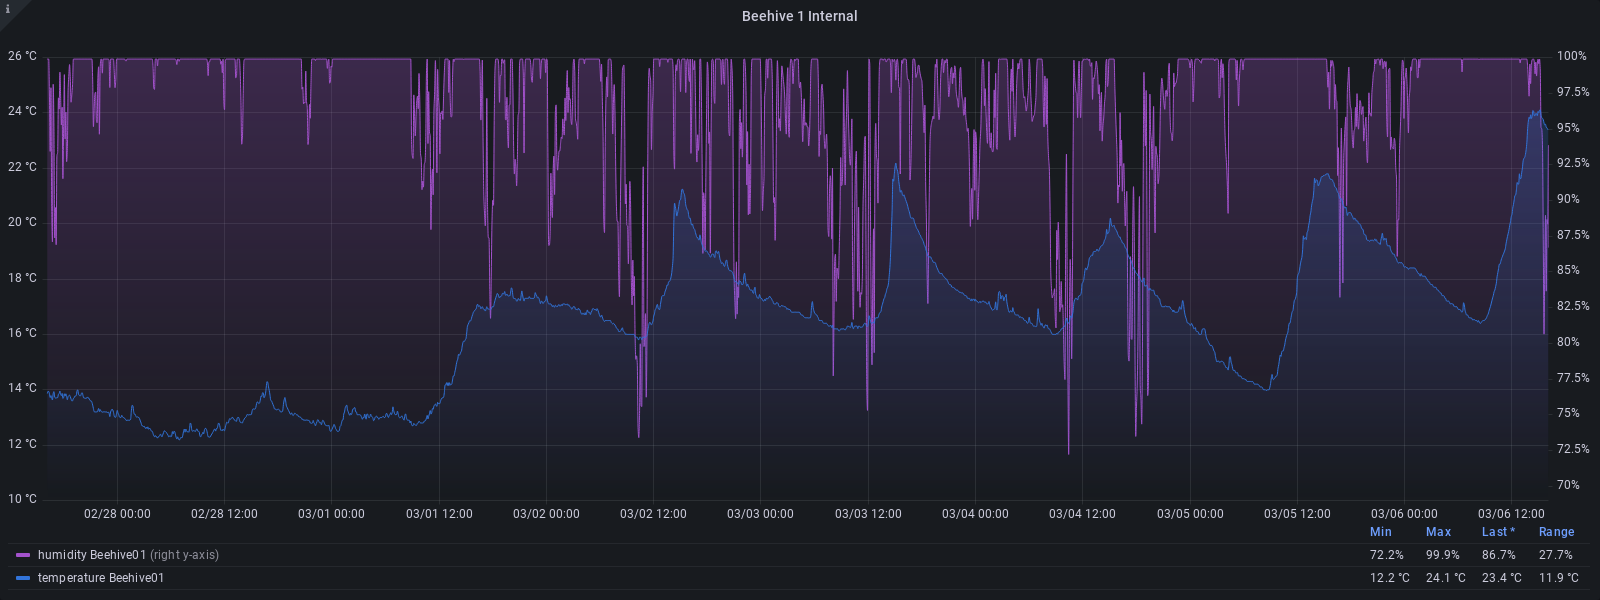 i
Beehive 1 Internal
26 °C 100%
97.5%
24 °C
95%
22 °C 92.5%
90%
20 °C
87.5%
18 °C 85%
82.5%
16 °C
80%
14 °C 77.5%
75%
12 °C
72.5%
10 °C 70%
02/28 00:00 02/28 12:00 03/01 00:00 03/01 12:00 03/02 00:00 03/02 12:00 03/03 00:00 03/03 12:00 03/04 00:00 03/04 12:00 03/05 00:00 03/05 12:00 03/06 00:00 03/06 12:00
Min Max Last * Range
humidity Beehive01 (right y-axis) 72.2% 99.9% 86.7% 27.7%
temperature Beehive01 12.2 °C 24.1 °C 23.4 °C 11.9 °C